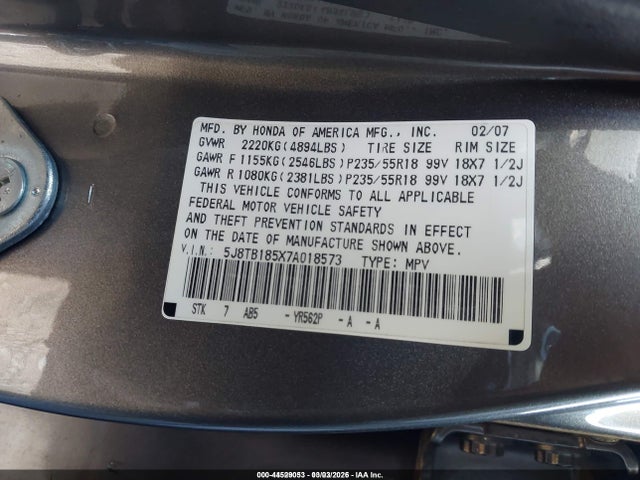 MFD. BY HONDA OF AMERICA MFG., INC. 02/07
GVWR 2220KG(4894LBS) TIRE SIZE RIM SIZE
GAWR F 1155KG(2546LBS)P235/55R18 99V 18X7 1/2J
GAWR R 1080KG(2381LBS)P235/55R18 99V 18X7 1/2J
THIS VEHICLE CONFORMS TO ALL APPLICABLE
FEDERAL MOTOR VEHICLE SAFETY
AND THEFT PREVENTION STANDARDS IN EFFECT
ON THE DATE OF MANUFACTURE SHOWN ABOVE.
V.I.N.: 5J8TB185X7A018573 TYPE: MPV
STK 7 AB5 -YR562P -A -A
000-44529053 - 08/03/2026 - COPYRIGHT IAA, LLC.